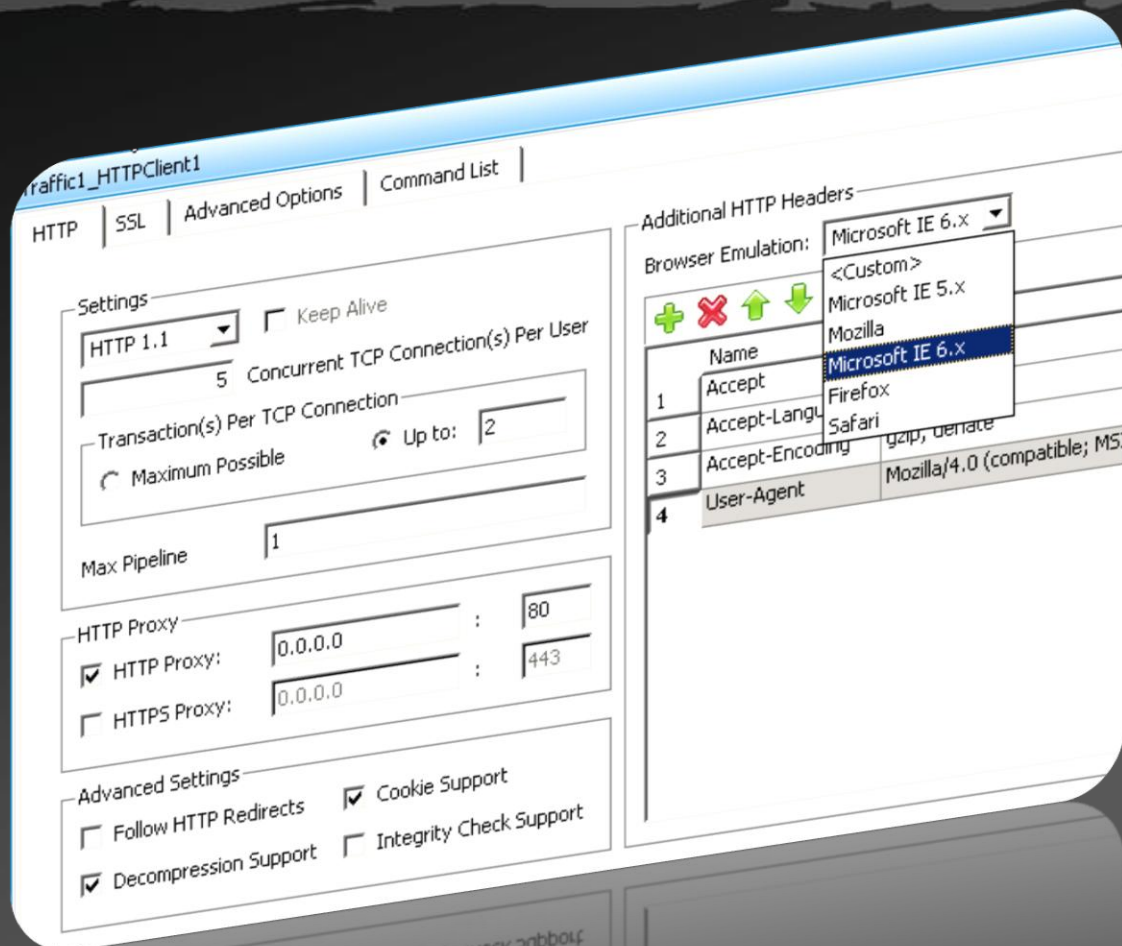 Traffic1_HTTPClient1
HTTP
SSL
Advanced Options
Command List
Settings
HTTP 1.1
Keep Alive
5 Concurrent TCP Connection(s) Per User
Transaction(s) Per TCP Connection
Maximum Possible
Up to: 2
Max Pipeline 1
HTTP Proxy
HTTP Proxy: 0.0.0.0 : 80
HTTPS Proxy: 0.0.0.0 : 443
Advanced Settings
Follow HTTP Redirects
Cookie Support
Decompression Support
Integrity Check Support
Additional HTTP Headers
Browser Emulation: Microsoft IE 6.x
<Custom>
Microsoft IE 5.x
Mozilla
Microsoft IE 6.x
Firefox
Safari
Name
1 Accept
2 Accept-Langu
3 Accept-Encoding gzip, deflate
4 User-Agent Mozilla/4.0 (compatible; MS